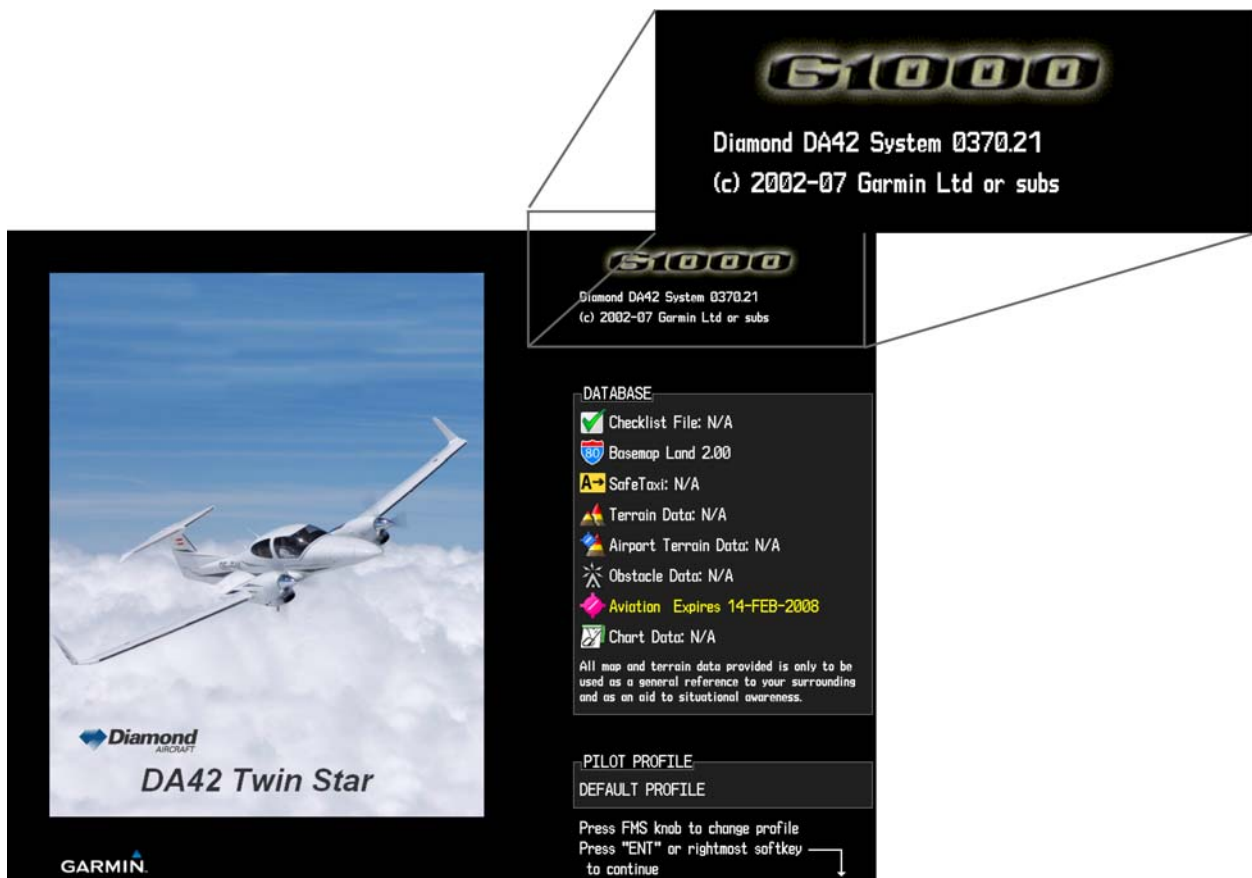 G1000
Diamond DA42 System 0370.21
(c) 2002-07 Garmin Ltd or subs
G1000
Diamond DA42 System 0370.21
(c) 2002-07 Garmin Ltd or subs
DATABASE
Checklist File: N/A
80 Basemap Land 2.00
A→ SafeTaxi: N/A
Terrain Data: N/A
Airport Terrain Data: N/A
Obstacle Data: N/A
Aviation Expires 14-FEB-2008
Chart Data: N/A
All map and terrain data provided is only to be
used as a general reference to your surrounding
and as an aid to situational awareness.
Diamond
AIRCRAFT
DA42 Twin Star
PILOT PROFILE
DEFAULT PROFILE
Press FMS knob to change profile
Press "ENT" or rightmost softkey
to continue
GARMIN